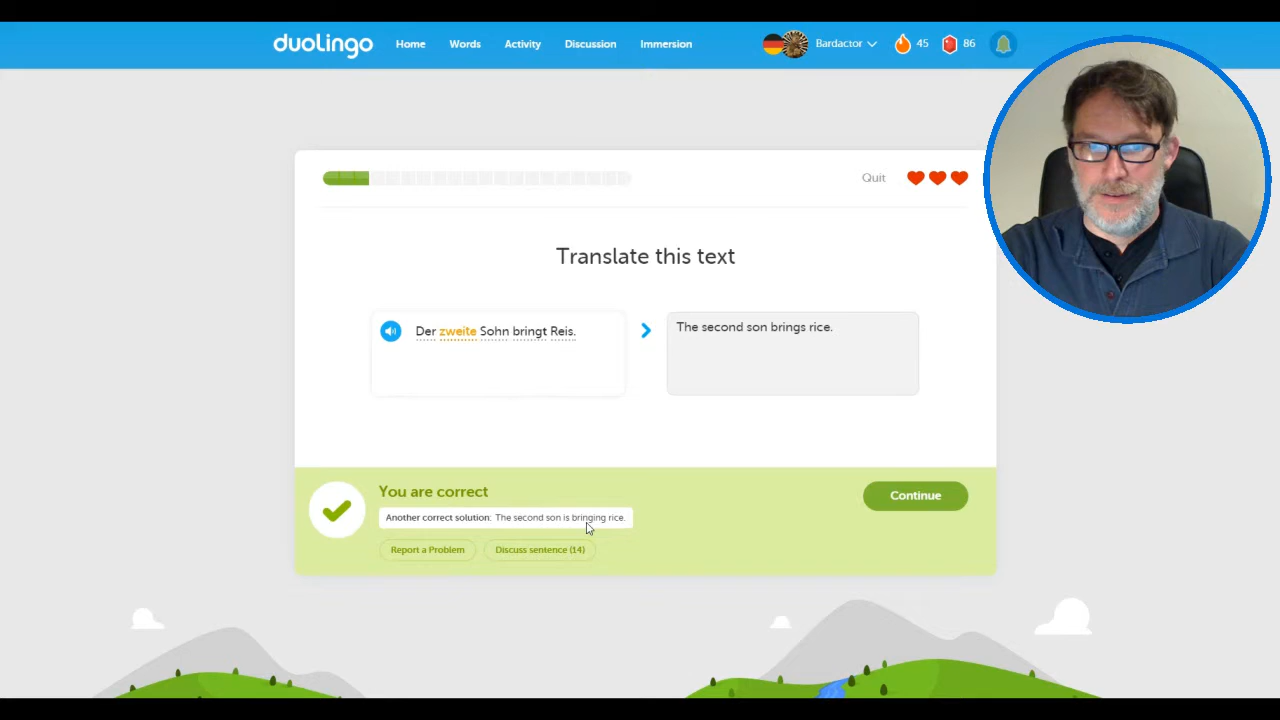 duolingo
Home Words Activity Discussion Immersion
Bardactor 45 86
Quit
Translate this text
Der zweite Sohn bringt Reis.
The second son brings rice.
You are correct
Another correct solution: The second son is bringing rice.
Continue
Report a Problem Discuss sentence (14)